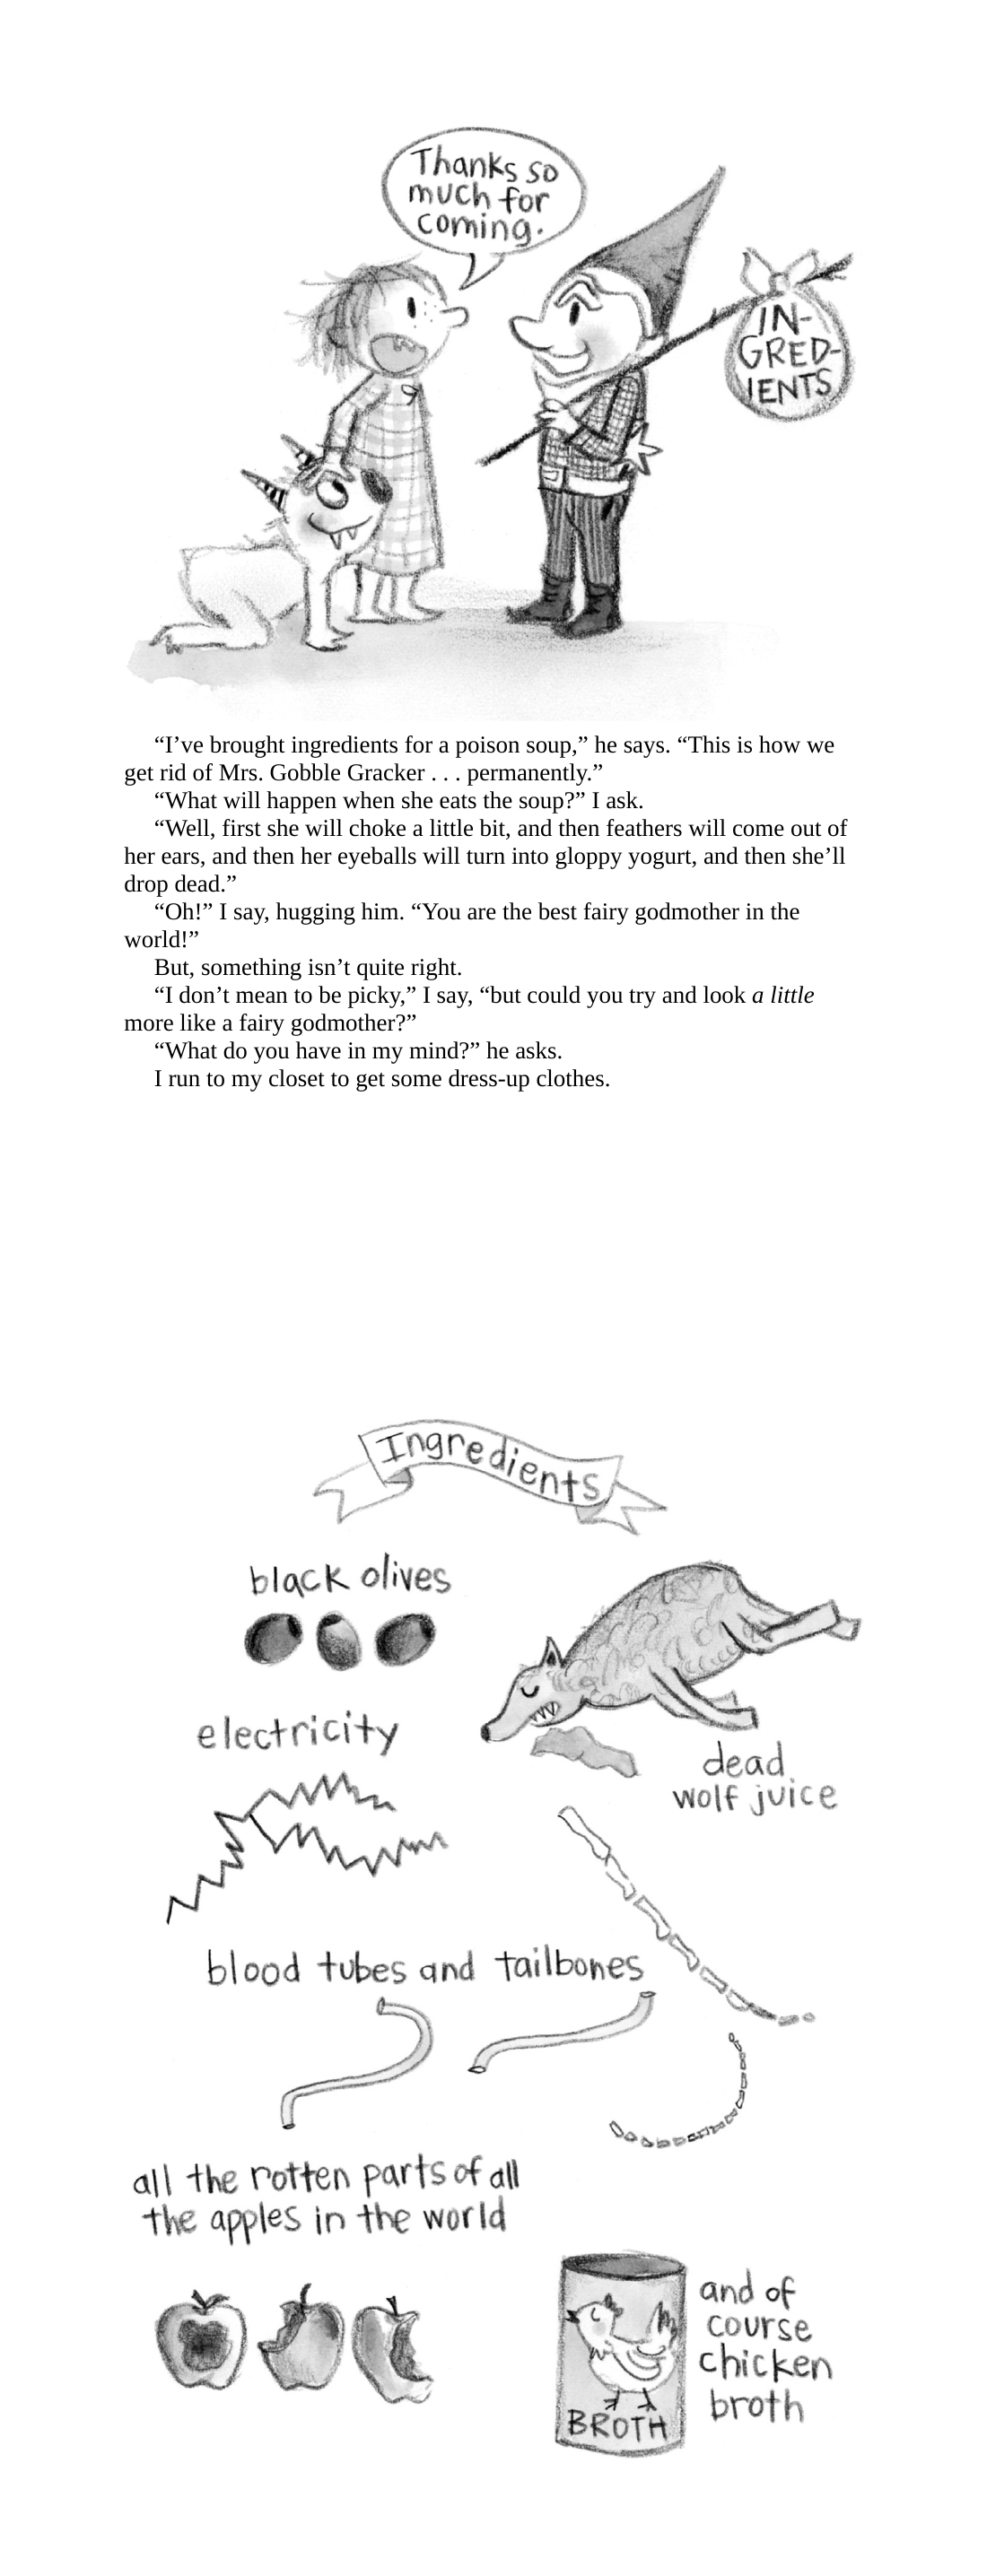 Thanks so
much for
coming.
IN-
GRED-
IENTS
“I’ve brought ingredients for a poison soup,” he says. “This is how we
get rid of Mrs. Gobble Gracker . . . permanently.”
“What will happen when she eats the soup?” I ask.
“Well, first she will choke a little bit, and then feathers will come out of
her ears, and then her eyeballs will turn into gloppy yogurt, and then she’ll
drop dead.”
“Oh!” I say, hugging him. “You are the best fairy godmother in the
world!”
But, something isn’t quite right.
“I don’t mean to be picky,” I say, “but could you try and look a little
more like a fairy godmother?”
“What do you have in my mind?” he asks.
I run to my closet to get some dress-up clothes.
Ingredients
black olives
electricity
dead
wolf juice
blood tubes and tailbones
all the rotten parts of all
the apples in the world
and of
course
chicken
broth
BROTH